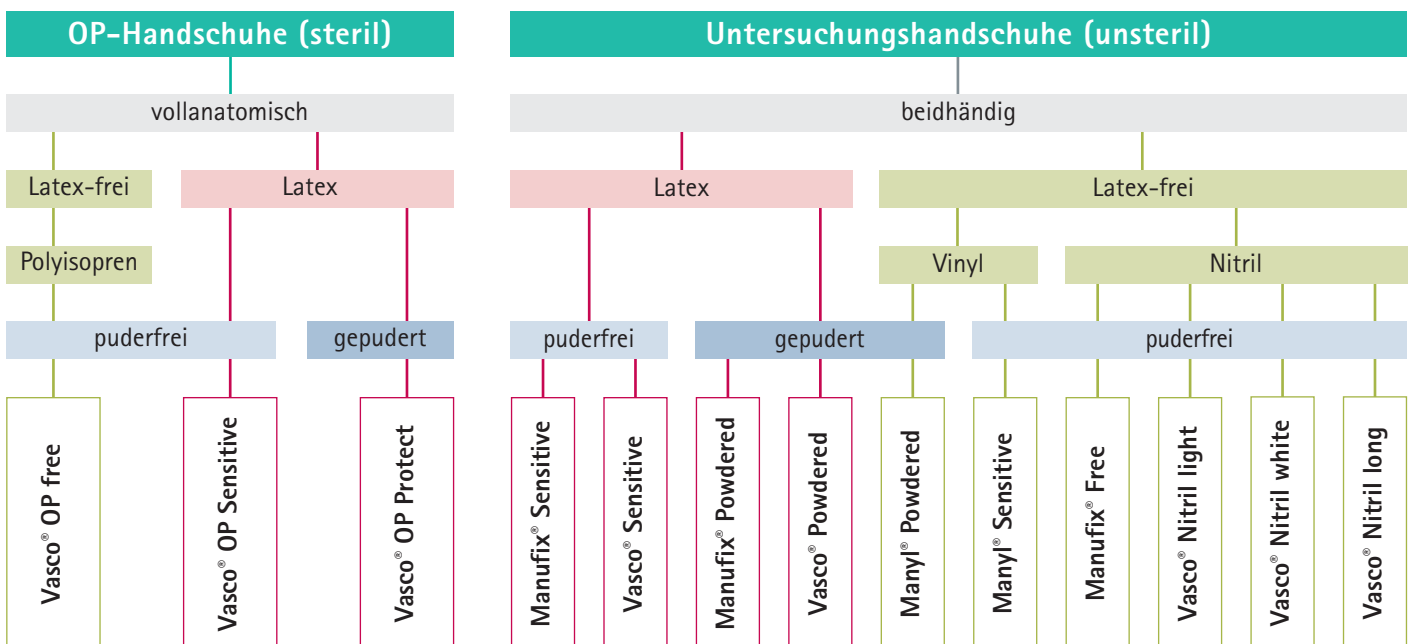 OP-Handschuhe (steril)
Untersuchungshandschuhe (unsteril)
vollanatomisch
beidhändig
Latex-frei
Latex
Latex
Latex-frei
Polyisopren
Vinyl
Nitril
puderfrei
gepudert
puderfrei
gepudert
puderfrei
Vasco® OP free
Vasco® OP Sensitive
Vasco® OP Protect
Manufix® Sensitive
Vasco® Sensitive
Manufix® Powdered
Vasco® Powdered
Manyl® Powdered
Manyl® Sensitive
Manufix® Free
Vasco® Nitril light
Vasco® Nitril white
Vasco® Nitril long